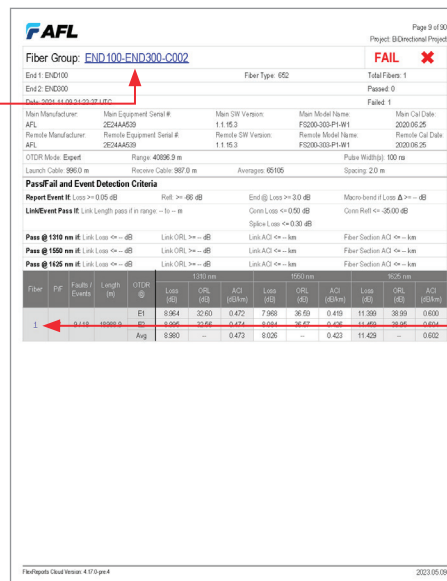 AFL
Page 9 of 90
Project: BiDirectional Project
Fiber Group: END100-END300-C002
FAIL
End 1: END100 Fiber Type: 652 Total Fibers: 1
End 2: END300 Passed: 0
Date: 2021-11-09 21:23:27 UTC Failed: 1
Main Manufacturer: Main Equipment Serial #: Main SW Version: Main Model Name: Main Cal Date:
AFL 2E24AA539 1.1.15.3 FS200-303-P1-W1 2020.06.25
Remote Manufacturer: Remote Equipment Serial #: Remote SW Version: Remote Model Name: Remote Cal Date
AFL 2E24AA539 1.1.15.3 FS200-303-P1-W1 2020.06.25
OTDR Mode: Expert Range: 40896.9 m Pulse Width(s): 100 ns
Launch Cable: 996.0 m Receive Cable: 987.0 m Averages: 65105 Spacing: 2.0 m
Pass/Fail and Event Detection Criteria
Report Event If: Loss >= 0.05 dB Refl: >= -66 dB End @ Loss >= 3.0 dB Macro-bend if Loss Δ >= -- dB
Link/Event Pass If: Link Length pass if in range: -- to -- m Conn Loss <= 0.50 dB Conn Refl <= -35.00 dB
Splice Loss <= 0.30 dB
Pass @ 1310 nm if: Link Loss <= -- dB Link ORL >= -- dB Link ACI <= -- km Fiber Section ACI <= -- km
Pass @ 1550 nm if: Link Loss <= -- dB Link ORL >= -- dB Link ACI <= -- km Fiber Section ACI <= -- km
Pass @ 1625 nm if: Link Loss <= -- dB Link ORL >= -- dB Link ACI <= -- km Fiber Section ACI <= -- km
1310 nm 1550 nm 1625 nm
Fiber P/F Faults / Events Length (m) OTDR @ Loss (dB) ORL (dB) ACI (dB/km) Loss (dB) ORL (dB) ACI (dB/km) Loss (dB) ORL (dB) ACI (dB/km)
E1 8.964 32.60 0.472 7.968 36.59 0.419 11.399 38.99 0.600
1 9 / 18
Avg 8.980 -- 0.473 8.026 -- 0.423 11.429 -- 0.602
FlexReports Cloud Version: 4.17.0-pre.4 2023.05.09